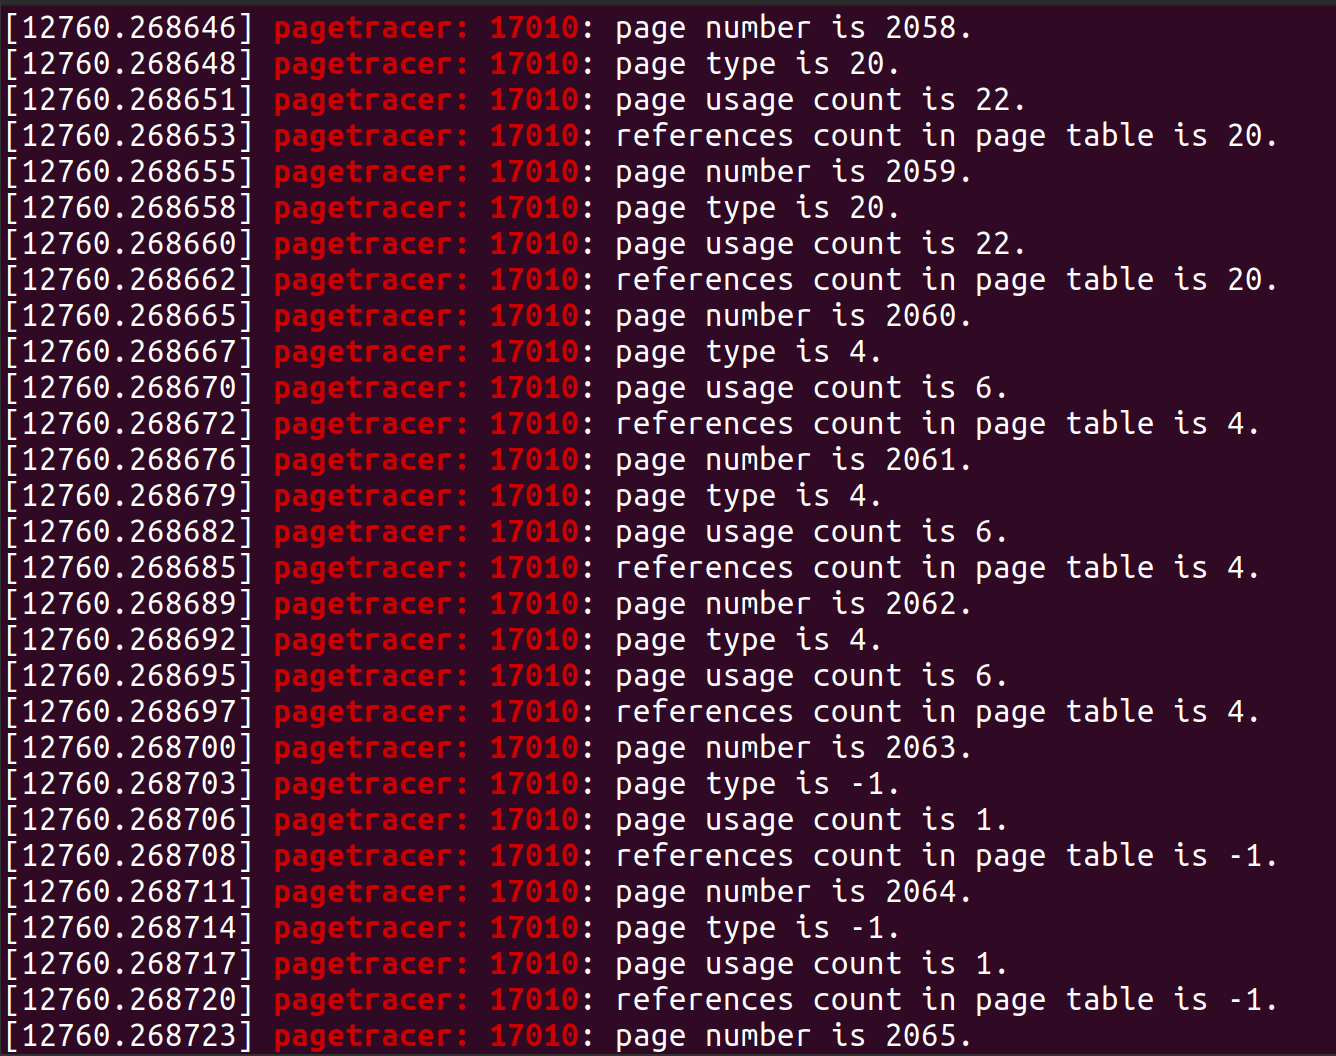 [12760.268646] pagetracer: 17010: page number is 2058.
[12760.268648] pagetracer: 17010: page type is 20.
[12760.268651] pagetracer: 17010: page usage count is 22.
[12760.268653] pagetracer: 17010: references count in page table is 20.
[12760.268655] pagetracer: 17010: page number is 2059.
[12760.268658] pagetracer: 17010: page type is 20.
[12760.268660] pagetracer: 17010: page usage count is 22.
[12760.268662] pagetracer: 17010: references count in page table is 20.
[12760.268665] pagetracer: 17010: page number is 2060.
[12760.268667] pagetracer: 17010: page type is 4.
[12760.268670] pagetracer: 17010: page usage count is 6.
[12760.268672] pagetracer: 17010: references count in page table is 4.
[12760.268676] pagetracer: 17010: page number is 2061.
[12760.268679] pagetracer: 17010: page type is 4.
[12760.268682] pagetracer: 17010: page usage count is 6.
[12760.268685] pagetracer: 17010: references count in page table is 4.
[12760.268689] pagetracer: 17010: page number is 2062.
[12760.268692] pagetracer: 17010: page type is 4.
[12760.268695] pagetracer: 17010: page usage count is 6.
[12760.268697] pagetracer: 17010: references count in page table is 4.
[12760.268700] pagetracer: 17010: page number is 2063.
[12760.268703] pagetracer: 17010: page type is -1.
[12760.268706] pagetracer: 17010: page usage count is 1.
[12760.268708] pagetracer: 17010: references count in page table is -1.
[12760.268711] pagetracer: 17010: page number is 2064.
[12760.268714] pagetracer: 17010: page type is -1.
[12760.268717] pagetracer: 17010: page usage count is 1.
[12760.268720] pagetracer: 17010: references count in page table is -1.
[12760.268723] pagetracer: 17010: page number is 2065.